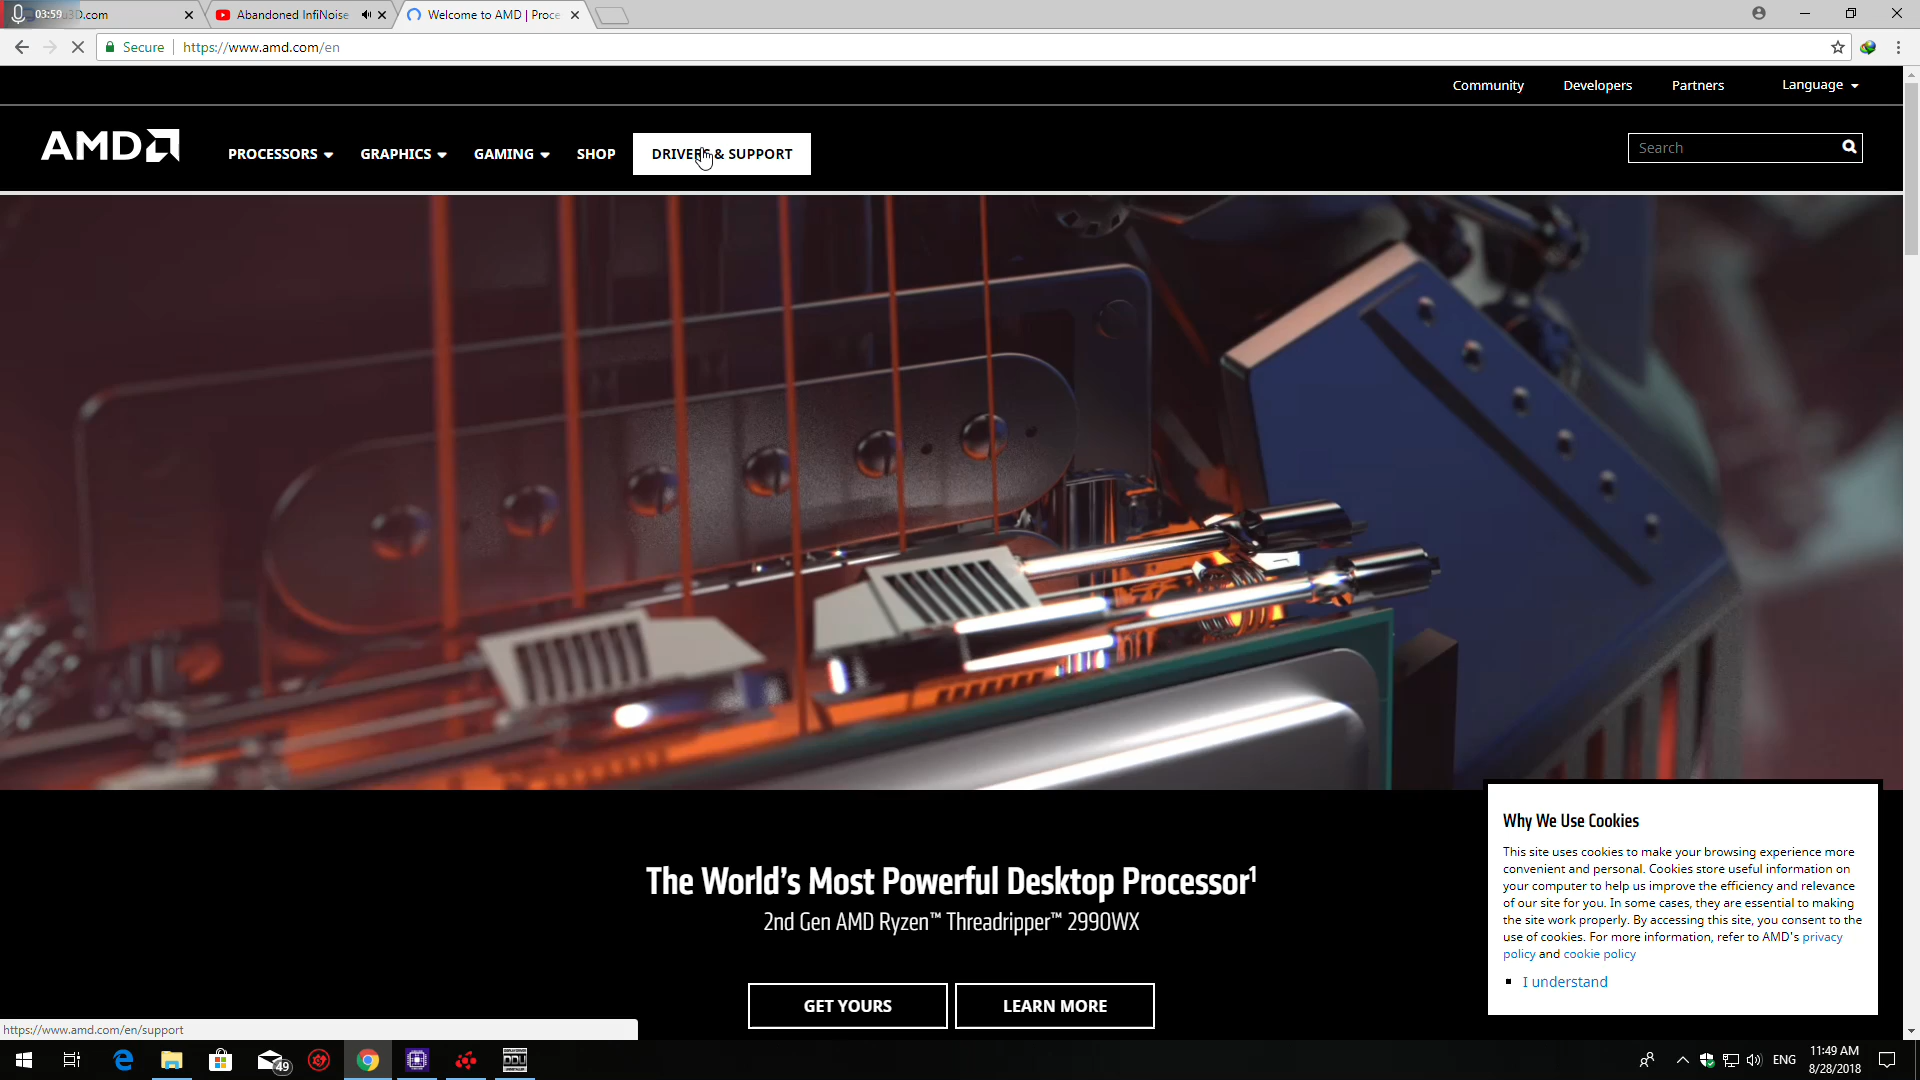 03:59
3D.com
Abandoned InfiNoise
Welcome to AMD | Proce
Secure
https://www.amd.com/en
Community
Developers
Partners
Language
AMD
PROCESSORS
GRAPHICS
GAMING
SHOP
DRIVERS & SUPPORT
Search
The World's Most Powerful Desktop Processor1
2nd Gen AMD Ryzen™ Threadripper™ 2990WX
GET YOURS
LEARN MORE
Why We Use Cookies
This site uses cookies to make your browsing experience more
convenient and personal. Cookies store useful information on
your computer to help us improve the efficiency and relevance
of our site for you. In some cases, they are essential to making
the site work properly. By accessing this site, you consent to the
use of cookies. For more information, refer to AMD's privacy
policy and cookie policy
I understand
https://www.amd.com/en/support
49
DDU
ENG
11:49 AM
8/28/2018